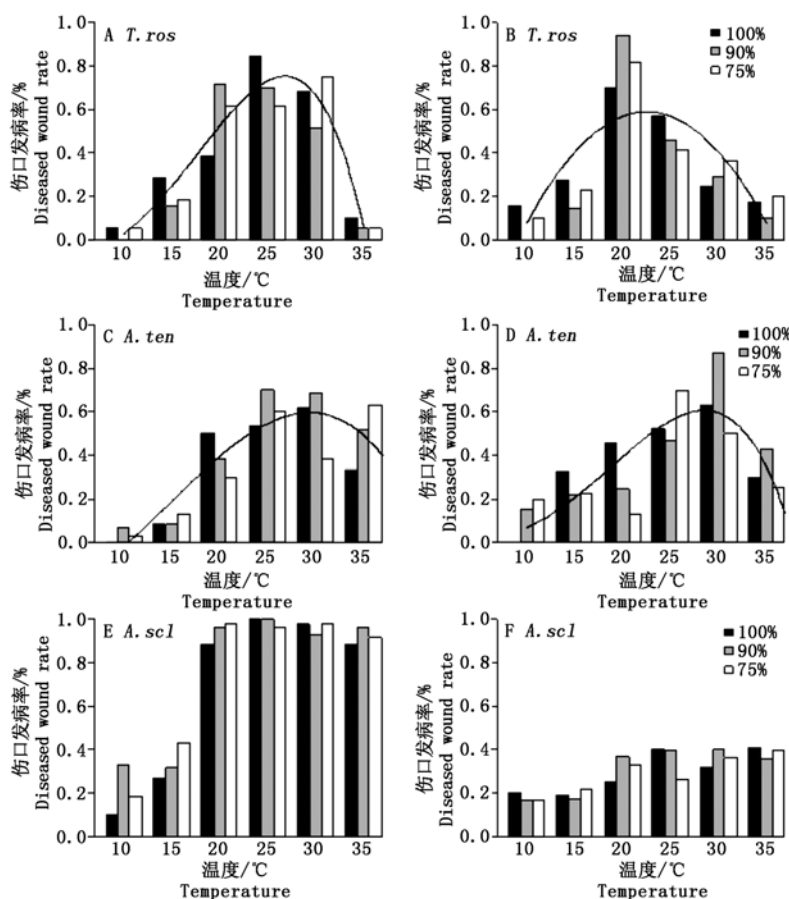 A T.ros
1.0
0.8
0.6
0.4
0.2
0.0
伤口发病率/%
Diseased wound rate
10 15 20 25 30 35
温度/℃
Temperature
B T.ros
100%
90%
75%
1.0
0.8
0.6
0.4
0.2
0.0
伤口发病率/%
Diseased wound rate
10 15 20 25 30 35
温度/℃
Temperature
C A.ten
1.0
0.8
0.6
0.4
0.2
0.0
伤口发病率/%
Diseased wound rate
10 15 20 25 30 35
温度/℃
Temperature
D A.ten
100%
90%
75%
1.0
0.8
0.6
0.4
0.2
0.0
伤口发病率/%
Diseased wound rate
10 15 20 25 30 35
温度/℃
Temperature
E A.scl
1.0
0.8
0.6
0.4
0.2
0.0
伤口发病率/%
Diseased wound rate
10 15 20 25 30 35
温度/℃
Temperature
F A.scl
100%
90%
75%
1.0
0.8
0.6
0.4
0.2
0.0
伤口发病率/%
Diseased wound rate
10 15 20 25 30 35
温度/℃
Temperature